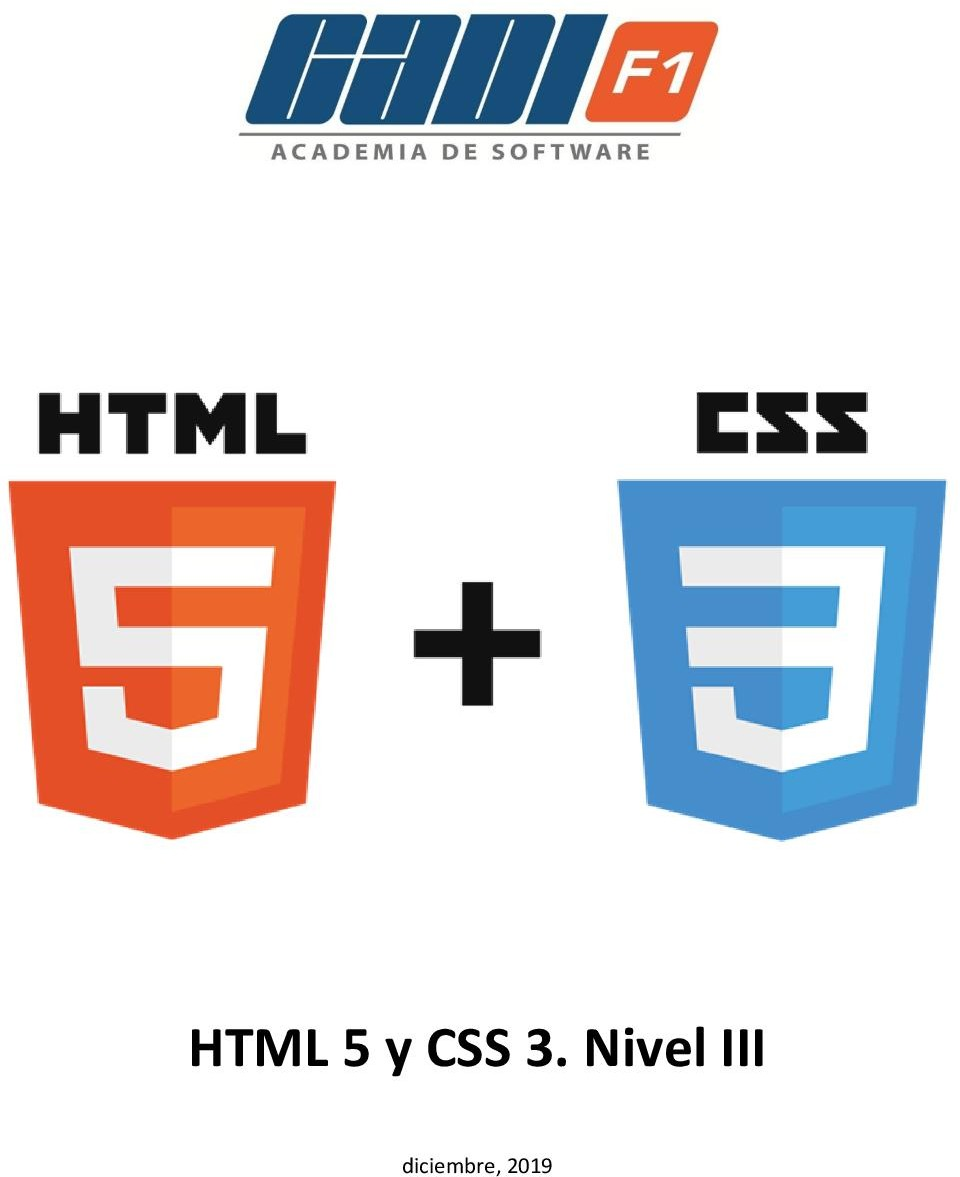 CADI F1
ACADEMIA DE SOFTWARE
HTML CSS
5 + 3
HTML 5 y CSS 3. Nivel III
diciembre, 2019